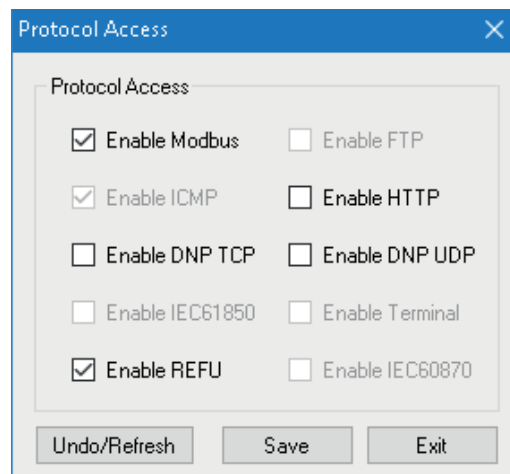 Protocol Access
Protocol Access
Enable Modbus
Enable FTP
Enable ICMP
Enable HTTP
Enable DNP TCP
Enable DNP UDP
Enable IEC61850
Enable Terminal
Enable REFU
Enable IEC60870
Undo/Refresh
Save
Exit